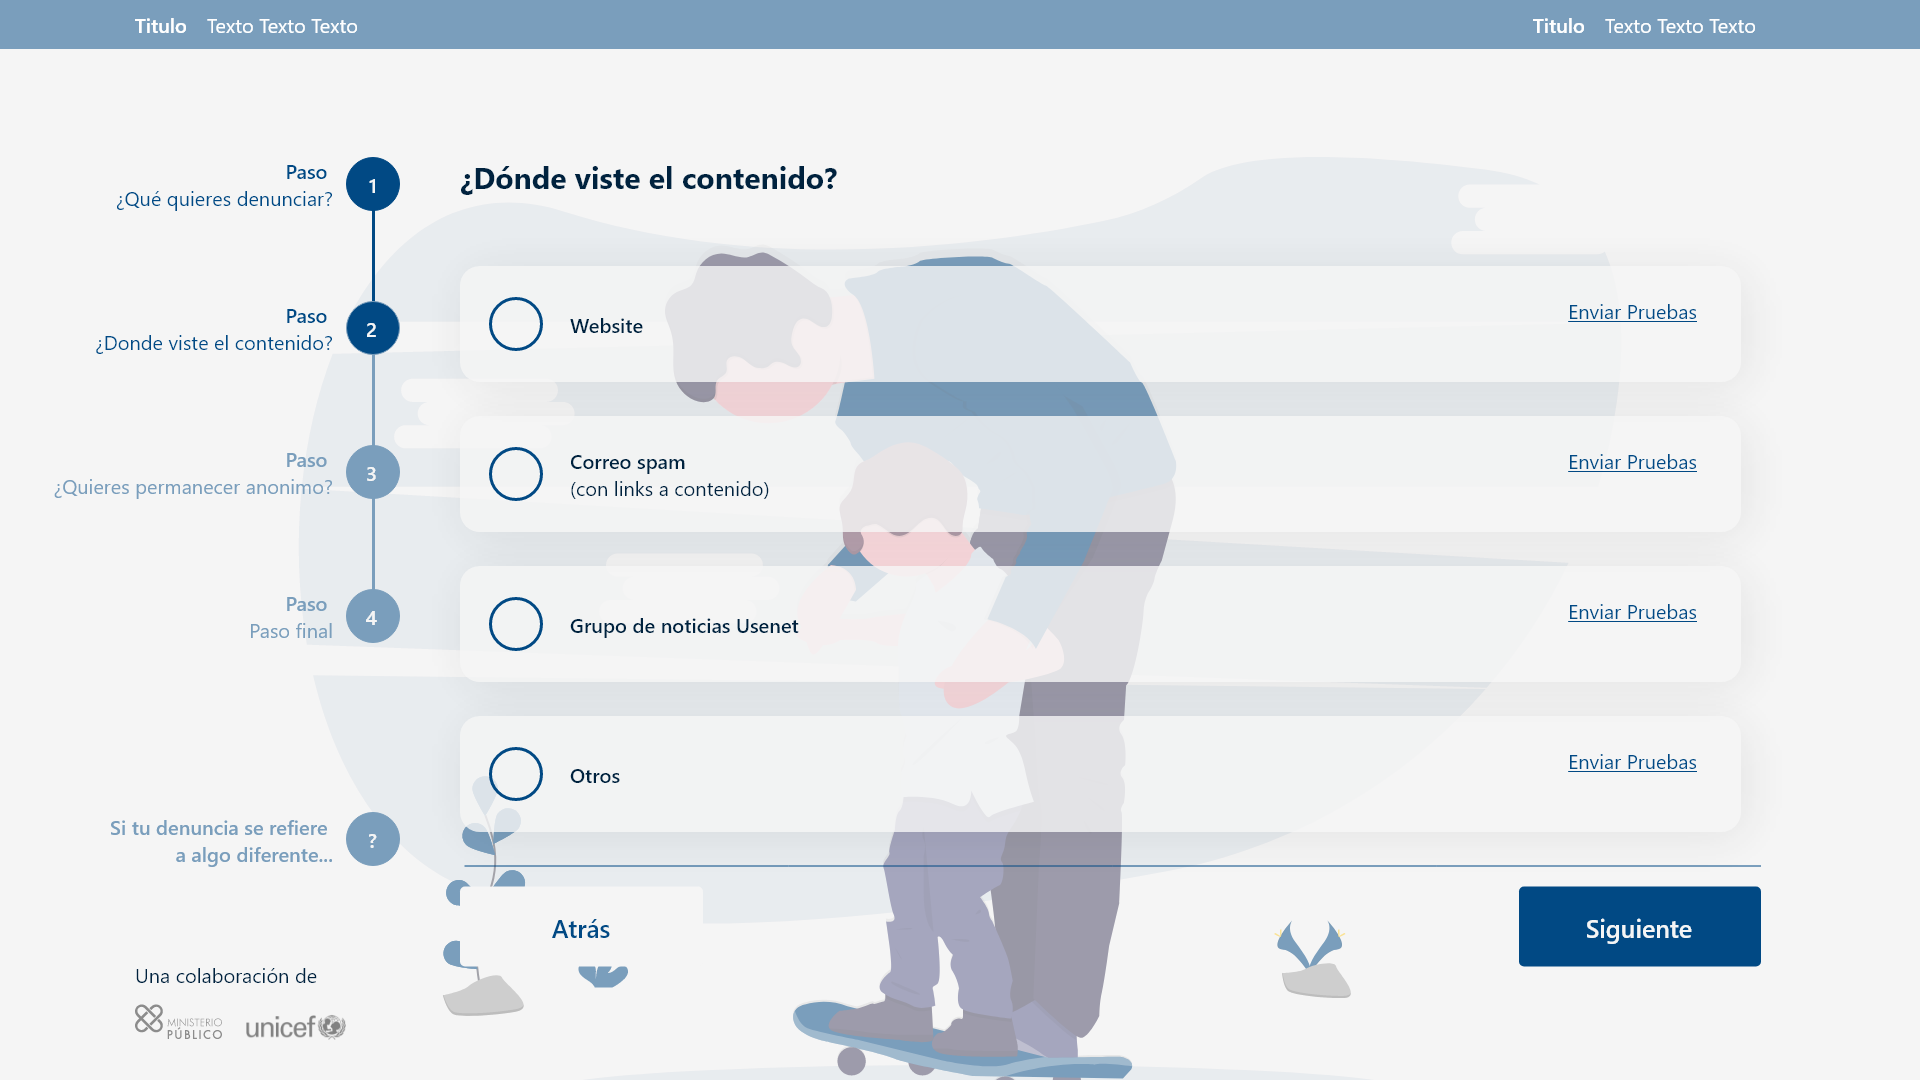 Titulo Texto Texto Texto
Titulo Texto Texto Texto
Paso
¿Qué quieres denunciar?
1
Paso
¿Donde viste el contenido?
2
Paso
¿Quieres permanecer anonimo?
3
Paso
Paso final
4
Si tu denuncia se refiere
a algo diferente...
?
¿Dónde viste el contenido?
Website
Enviar Pruebas
Correo spam
(con links a contenido)
Enviar Pruebas
Grupo de noticias Usenet
Enviar Pruebas
Otros
Enviar Pruebas
Atrás
Siguiente
Una colaboración de
MINISTERIO
PÚBLICO
unicef